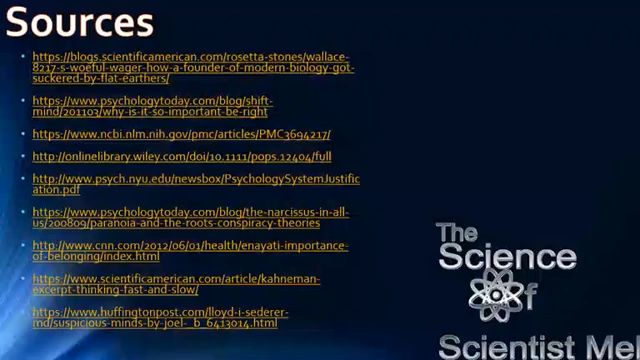 Sources
https://blogs.scientificamerican.com/rosetta-stones/wallace-
8217-s-woeful-wager-how-a-founder-of-modern-biology-got-
suckered-by-flat-earthers/
https://www.psychologytoday.com/blog/shift-
mind/201103/why-is-it-so-important-be-right
https://www.ncbi.nlm.nih.gov/pmc/articles/PMC3694217/
http://onlinelibrary.wiley.com/doi/10.1111/pops.12404/full
http://www.psych.nyu.edu/newsbox/PsychologySystemJustific
ation.pdf
https://www.psychologytoday.com/blog/the-narcissus-in-all-
us/200809/paranoia-and-the-roots-conspiracy-theories
http://www.cnn.com/2012/06/01/health/enayati-importance-
of-belonging/index.html
https://www.scientificamerican.com/article/kahneman-
excerpt-thinking-fast-and-slow/
https://www.huffingtonpost.com/lloyd-i-sederer-
md/suspicious-minds-by-joel-_b_6413014.html
The
Science
Of
Scientist Mel